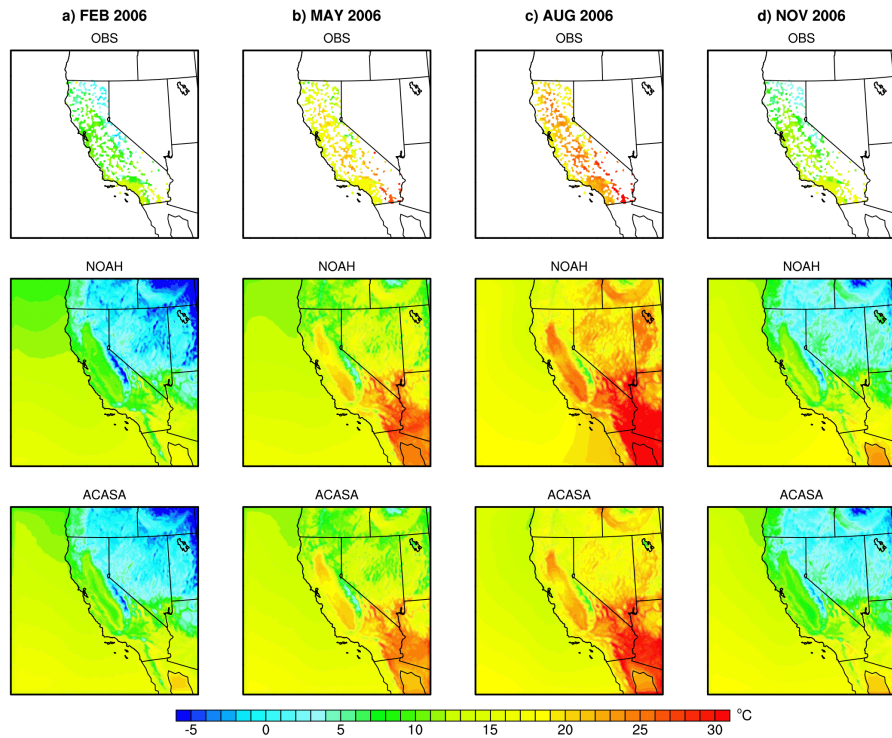 a) FEB 2006 b) MAY 2006 c) AUG 2006 d) NOV 2006
OBS OBS OBS OBS
NOAH NOAH NOAH NOAH
ACASA ACASA ACASA ACASA
-5 0 5 10 15 20 25 30 °C